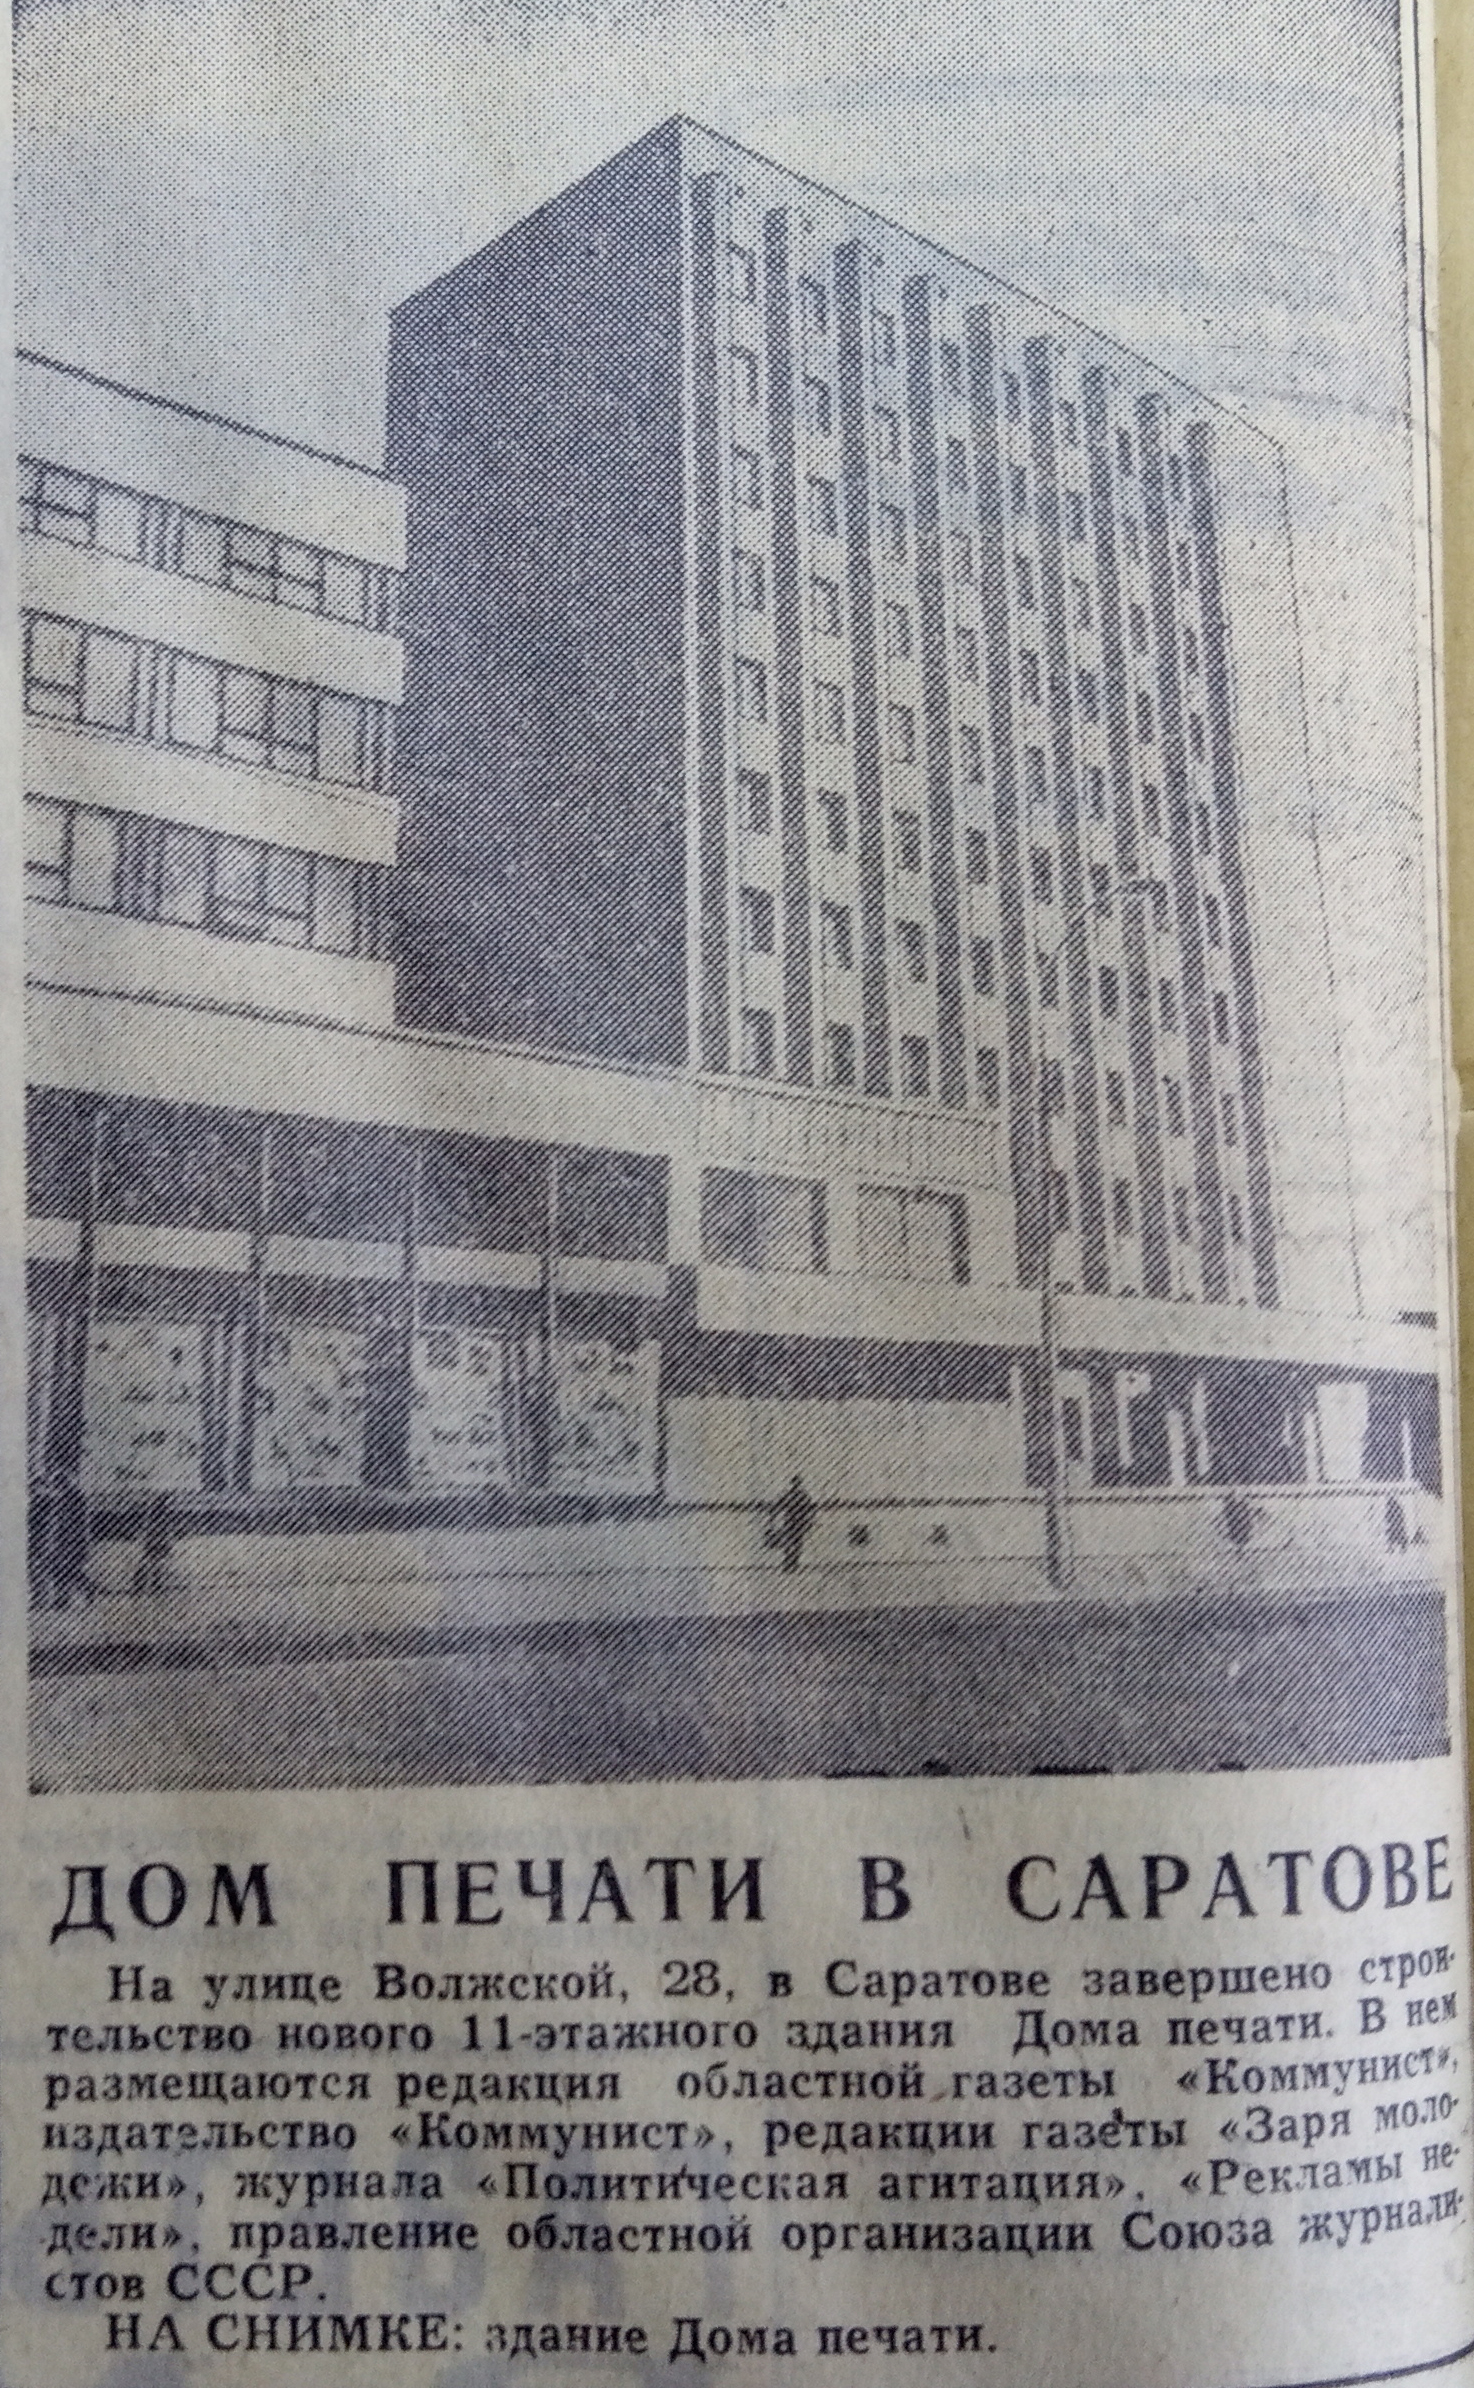 ДОМ ПЕЧАТИ В САРАТОВЕ
На улице Волжской, 28, в Саратове завершено строи-
тельство нового 11-этажного здания Дома печати. В нем
размещаются редакция областной газеты «Коммунист»,
издательство «Коммунист», редакции газеты «Заря моло-
дежи», журнала «Политическая агитация», «Рекламы не-
дели», правление областной организации Союза журнали-
стов СССР.
НА СНИМКЕ: здание Дома печати.